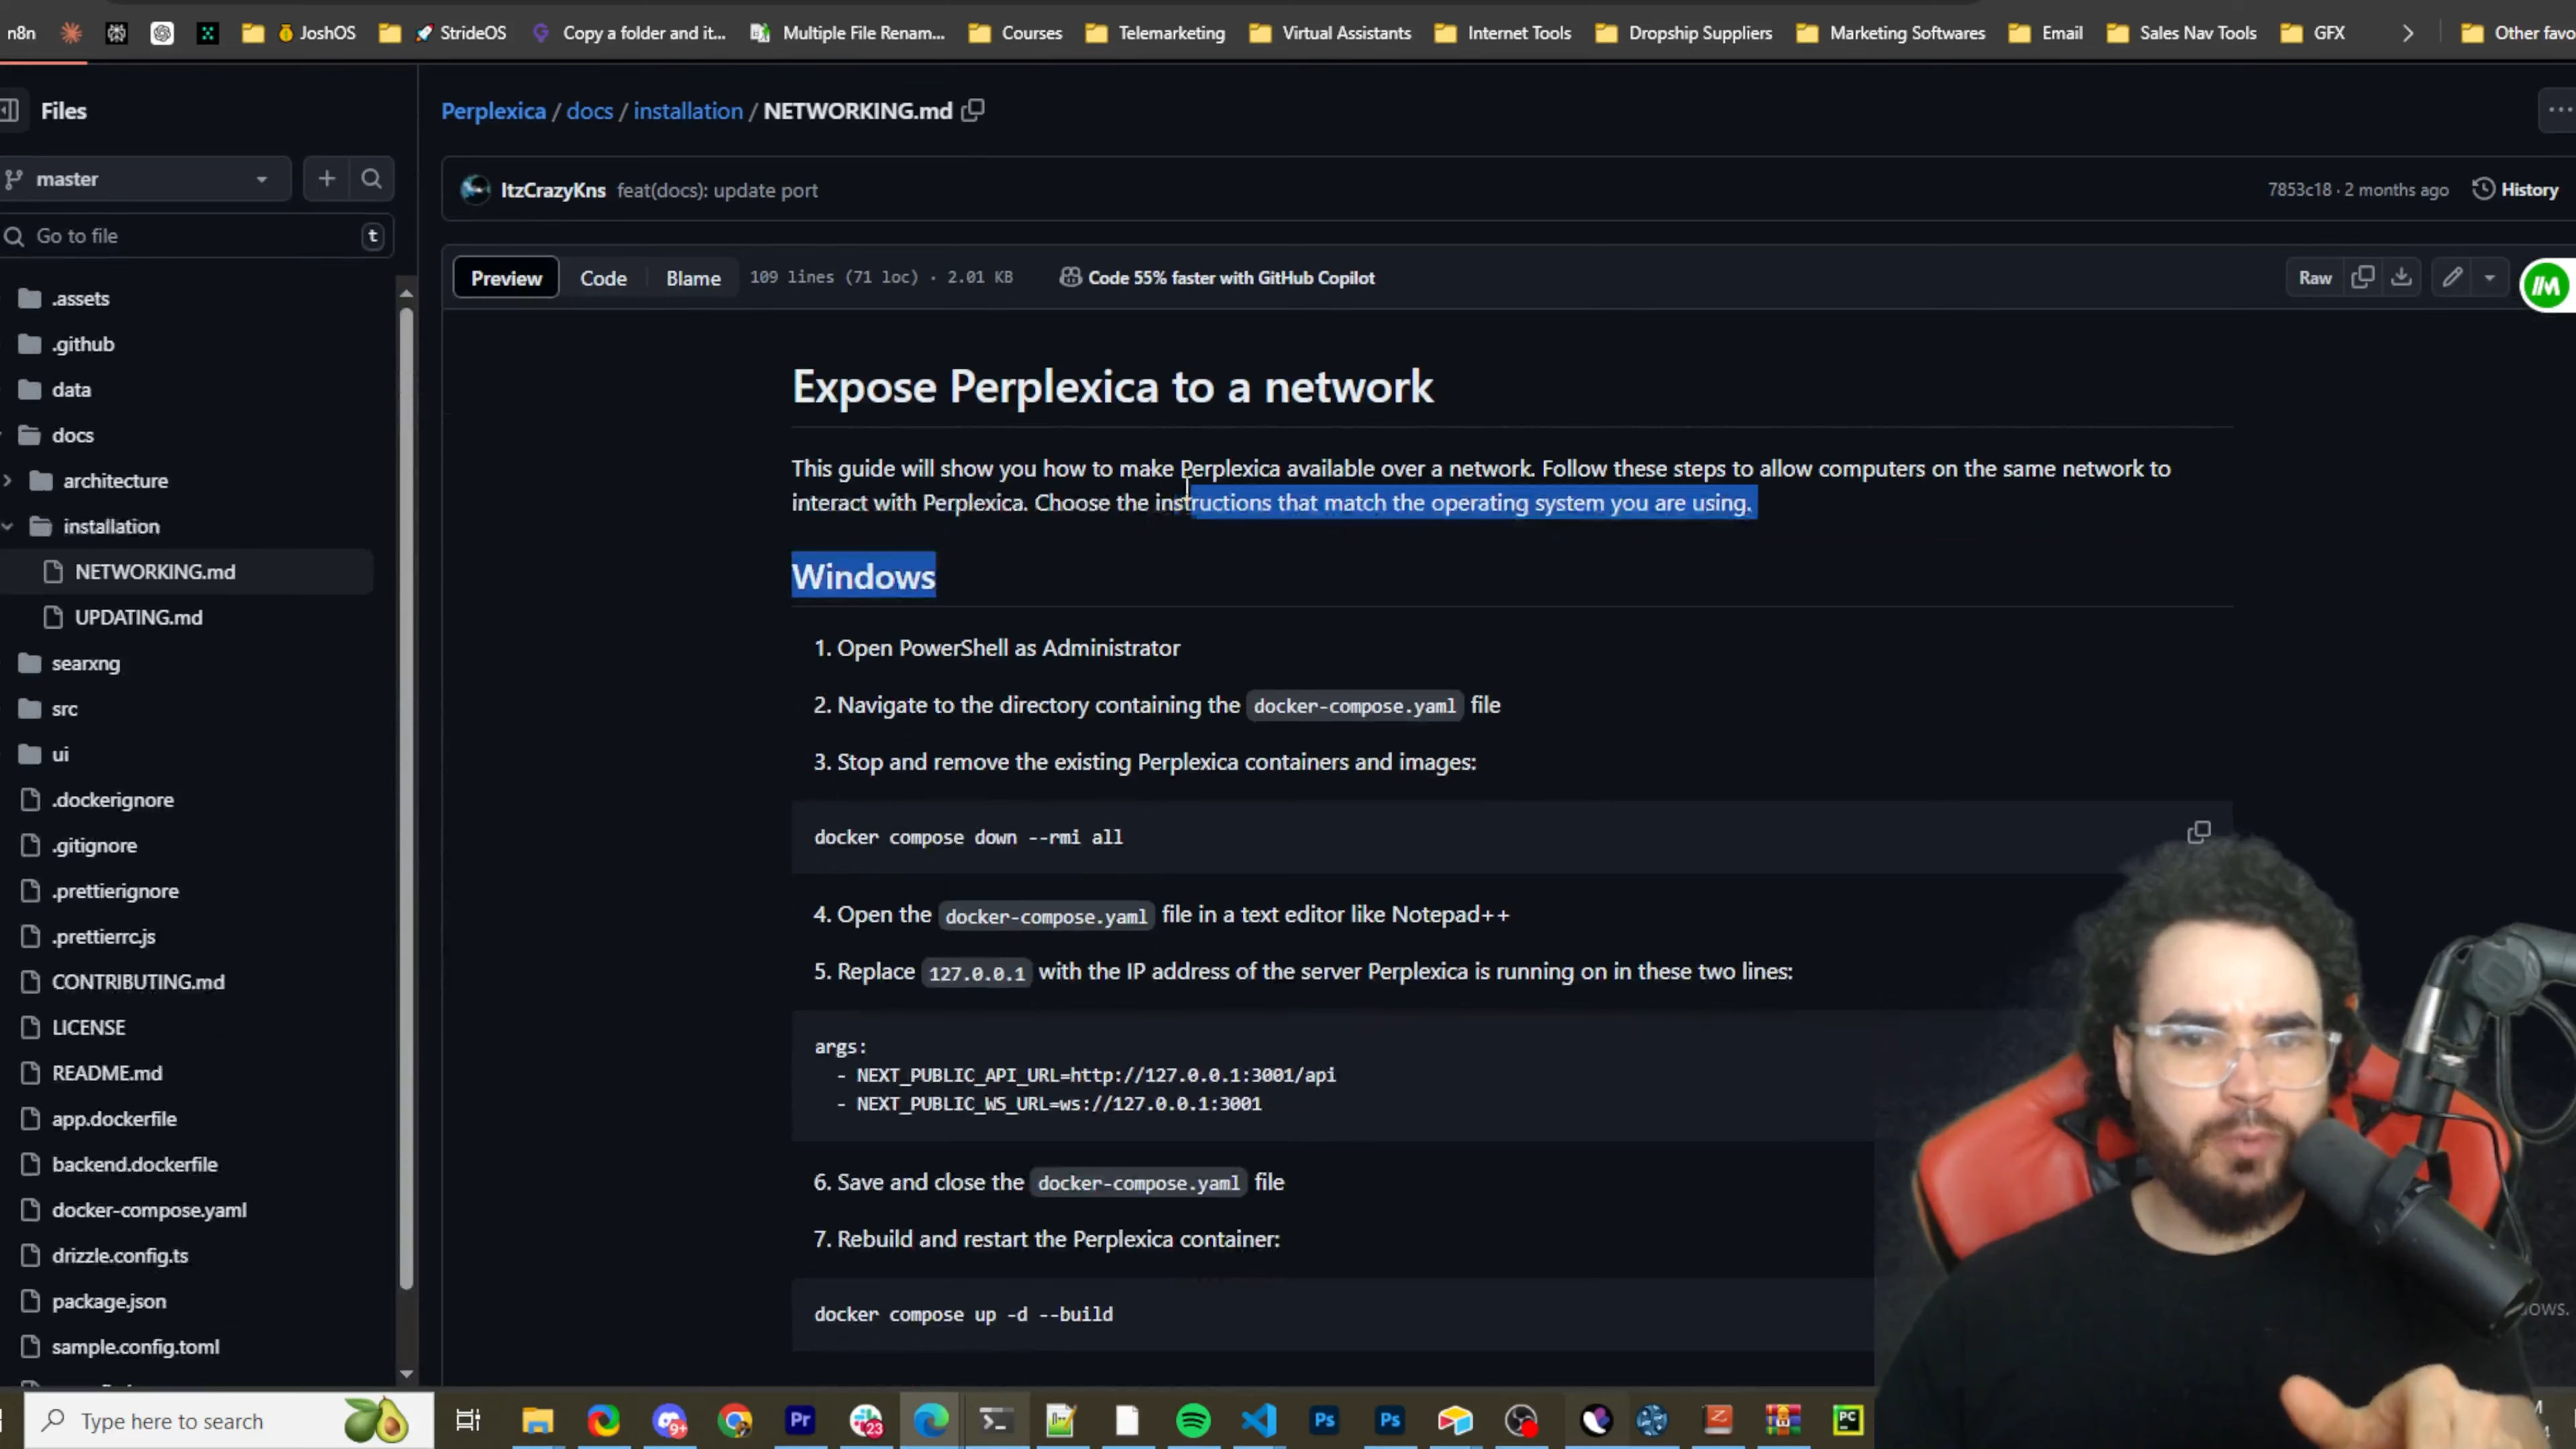 n8n
JoshOS
StrideOS
Copy a folder and it...
Multiple File Renam...
Courses
Telemarketing
Virtual Assistants
Internet Tools
Dropship Suppliers
Marketing Softwares
Email
Sales Nav Tools
GFX
Other favo
Files
master
Go to file
t
.assets
.github
data
docs
architecture
installation
NETWORKING.md
UPDATING.md
searxng
src
ui
.dockerignore
.gitignore
.prettierignore
.prettierrc.js
CONTRIBUTING.md
LICENSE
README.md
app.dockerfile
backend.dockerfile
docker-compose.yaml
drizzle.config.ts
package.json
sample.config.toml
Perplexica / docs / installation / NETWORKING.md
ItzCrazyKns feat(docs): update port
7853c18 · 2 months ago
History
Preview
Code
Blame
109 lines (71 loc) · 2.01 KB
Code 55% faster with GitHub Copilot
Raw
Expose Perplexica to a network
This guide will show you how to make Perplexica available over a network. Follow these steps to allow computers on the same network to
interact with Perplexica. Choose the instructions that match the operating system you are using.
Windows
1. Open PowerShell as Administrator
2. Navigate to the directory containing the docker-compose.yaml file
3. Stop and remove the existing Perplexica containers and images:
docker compose down --rmi all
4. Open the docker-compose.yaml file in a text editor like Notepad++
5. Replace 127.0.0.1 with the IP address of the server Perplexica is running on in these two lines:
args:
- NEXT_PUBLIC_API_URL=http://127.0.0.1:3001/api
- NEXT_PUBLIC_WS_URL=ws://127.0.0.1:3001
6. Save and close the docker-compose.yaml file
7. Rebuild and restart the Perplexica container:
docker compose up -d --build
ows.
Type here to search
9+
Pr
23
Ps
Ps
Z
PC